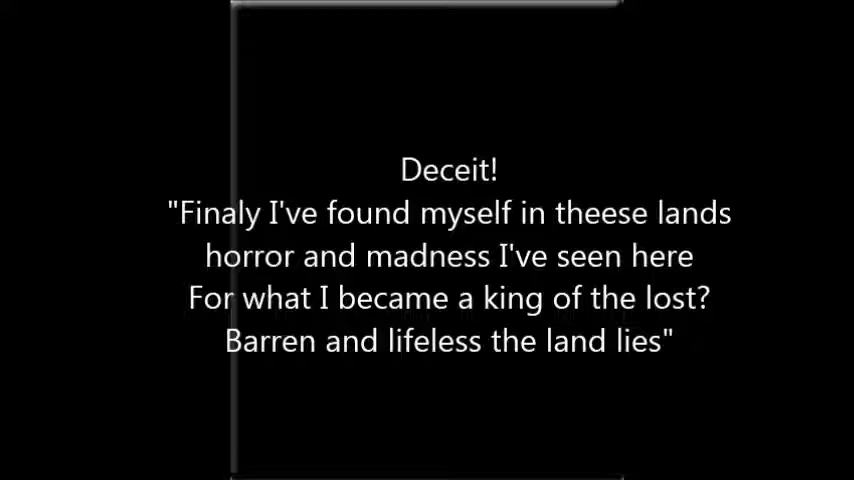 Deceit!
"Finaly I've found myself in theese lands
horror and madness I've seen here
For what I became a king of the lost?
Barren and lifeless the land lies"